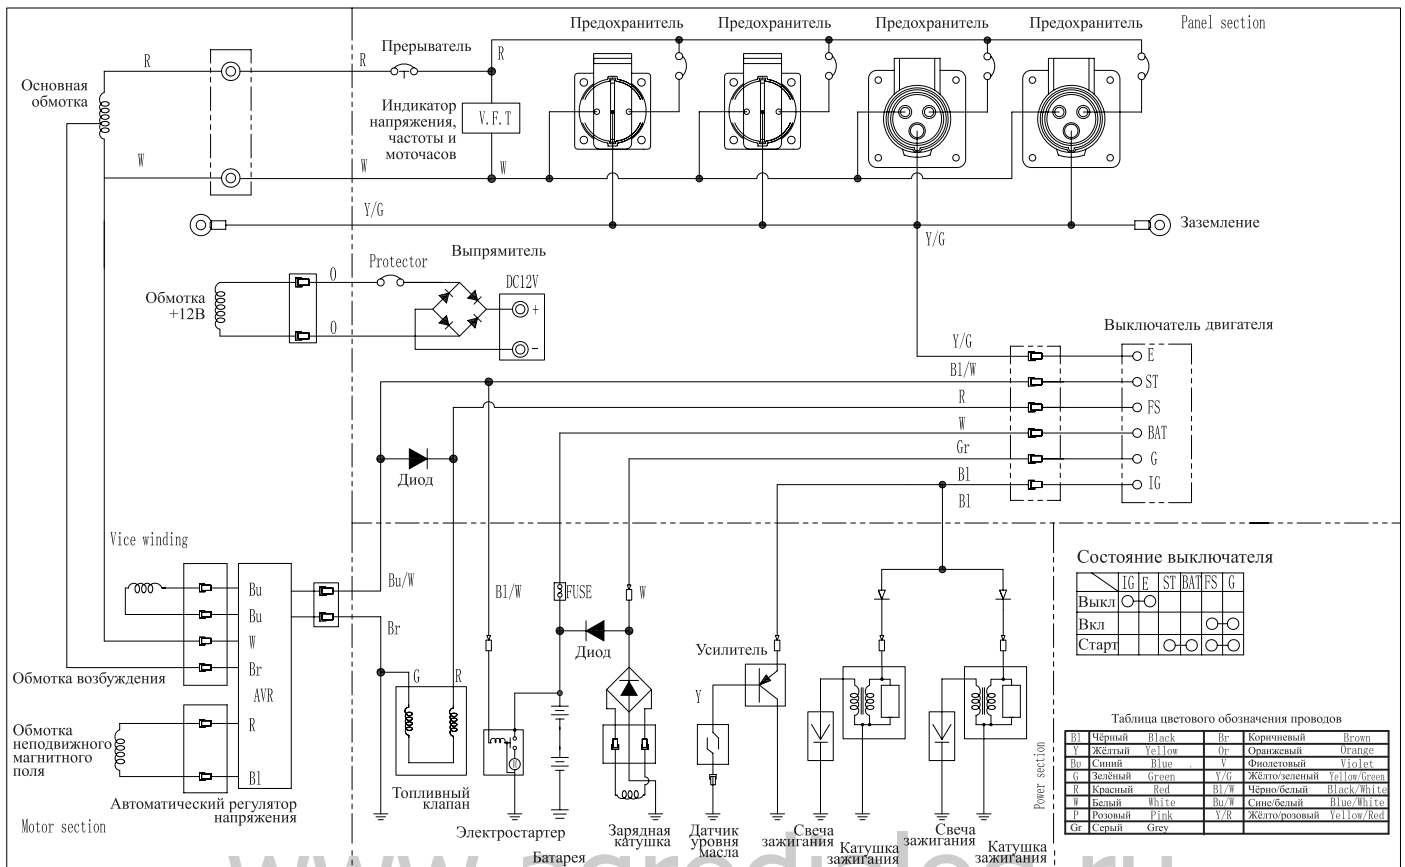 Предохранитель Предохранитель Предохранитель Предохранитель Panel section
Прерыватель
R R R
Основная
обмотка
Индикатор
напряжения,
частоты и
моточасов
V.F.T
W W W
Y/G
Заземление
Y/G
Выпрямитель
Protector
O
DC12V
Обмотка
+12В
+
O
−
Выключатель двигателя
Y/G E
Bl/W ST
R FS
W BAT
Gr G
Bl IG
Bl
Диод
Vice winding
Bu
Bu
W
Br
AVR
R
Bl
Bu/W
Br
Обмотка возбуждения
Обмотка
неподвижного
магнитного
поля
Автоматический регулятор
напряжения
Motor section
G R
Топливный
клапан
Bl/W
FUSE
W
Диод
Усилитель
Y
M
Электростартер
Батарея
Зарядная
катушка
Датчик
уровня
масла
Свеча
зажигания
Катушка
зажигания
Свеча
зажигания
Катушка
зажигания
Power section
Состояние выключателя
IG E ST BAT FS G
Выкл
Вкл
Старт
Таблица цветового обозначения проводов
Bl Чёрный Black Br Коричневый Brown
Y Жёлтый Yellow Or Оранжевый Orange
Bu Синий Blue V Фиолетовый Violet
G Зелёный Green Y/G Жёлто/зеленый Yellow/Green
R Красный Red Bl/W Чёрно/белый Black/White
W Белый White Bu/W Сине/белый Blue/White
P Розовый Pink Y/R Жёлто/розовый Yellow/Red
Gr Серый Grey